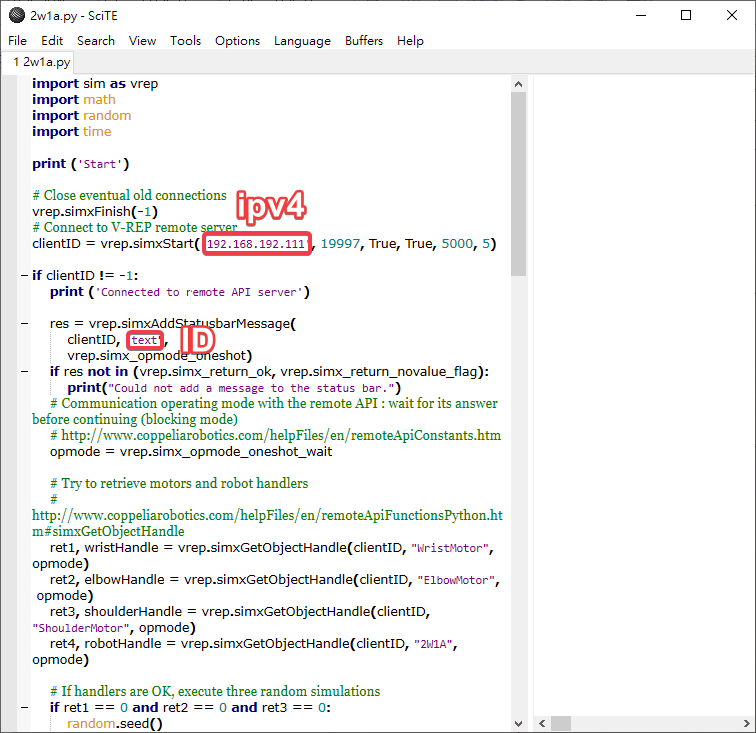 2w1a.py - SciTE
File Edit Search View Tools Options Language Buffers Help
1 2w1a.py
import sim as vrep
import math
import random
import time
print ('Start')
# Close eventual old connections
ipv4
vrep.simxFinish(-1)
# Connect to V-REP remote server
clientID = vrep.simxStart('192.168.192.111', 19997, True, True, 5000, 5)
if clientID != -1:
print ('Connected to remote API server')
res = vrep.simxAddStatusbarMessage(
clientID, "text",
ID
vrep.simx_opmode_oneshot)
if res not in (vrep.simx_return_ok, vrep.simx_return_novalue_flag):
print("Could not add a message to the status bar.")
# Communication operating mode with the remote API : wait for its answer
before continuing (blocking mode)
# http://www.coppeliarobotics.com/helpFiles/en/remoteApiConstants.htm
opmode = vrep.simx_opmode_oneshot_wait
# Try to retrieve motors and robot handlers
#
http://www.coppeliarobotics.com/helpFiles/en/remoteApiFunctionsPython.ht
m#simxGetObjectHandle
ret1, wristHandle = vrep.simxGetObjectHandle(clientID, "WristMotor",
opmode)
ret2, elbowHandle = vrep.simxGetObjectHandle(clientID, "ElbowMotor",
opmode)
ret3, shoulderHandle = vrep.simxGetObjectHandle(clientID,
"ShoulderMotor", opmode)
ret4, robotHandle = vrep.simxGetObjectHandle(clientID, "2W1A",
opmode)
# If handlers are OK, execute three random simulations
if ret1 == 0 and ret2 == 0 and ret3 == 0:
random.seed()